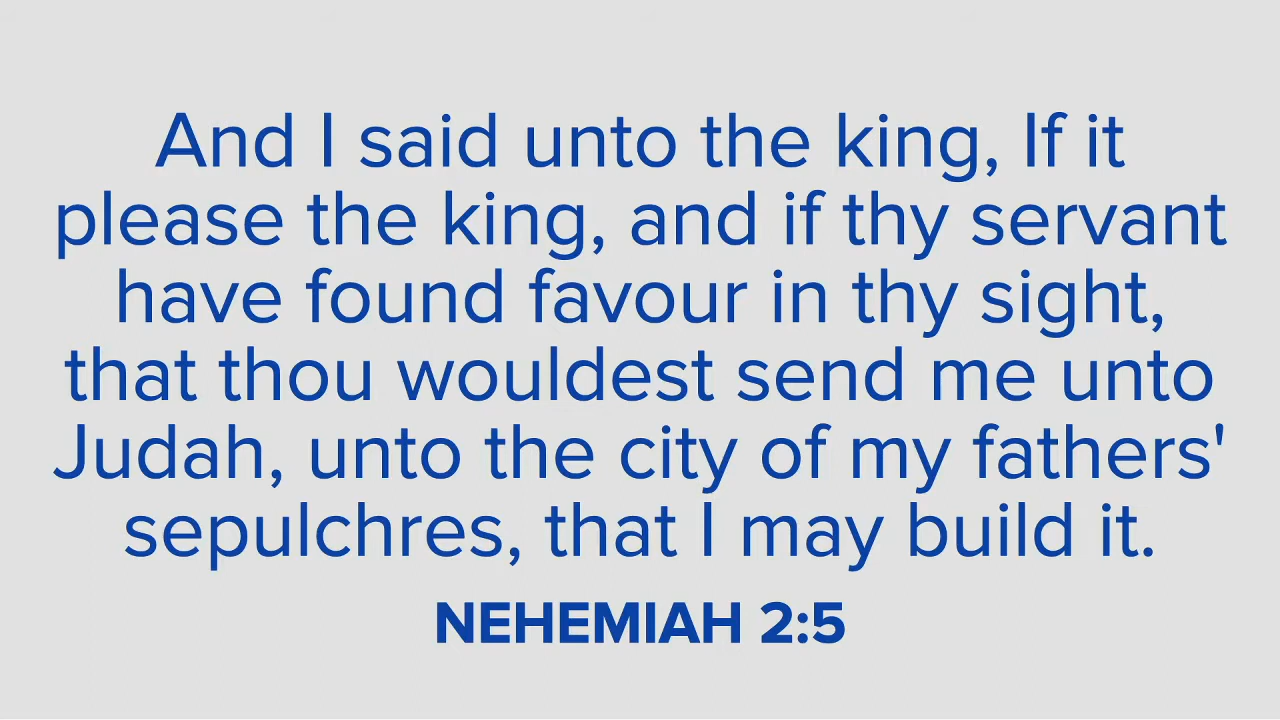 And I said unto the king, If it
please the king, and if thy servant
have found favour in thy sight,
that thou wouldest send me unto
Judah, unto the city of my fathers'
sepulchres, that I may build it.
NEHEMIAH 2:5